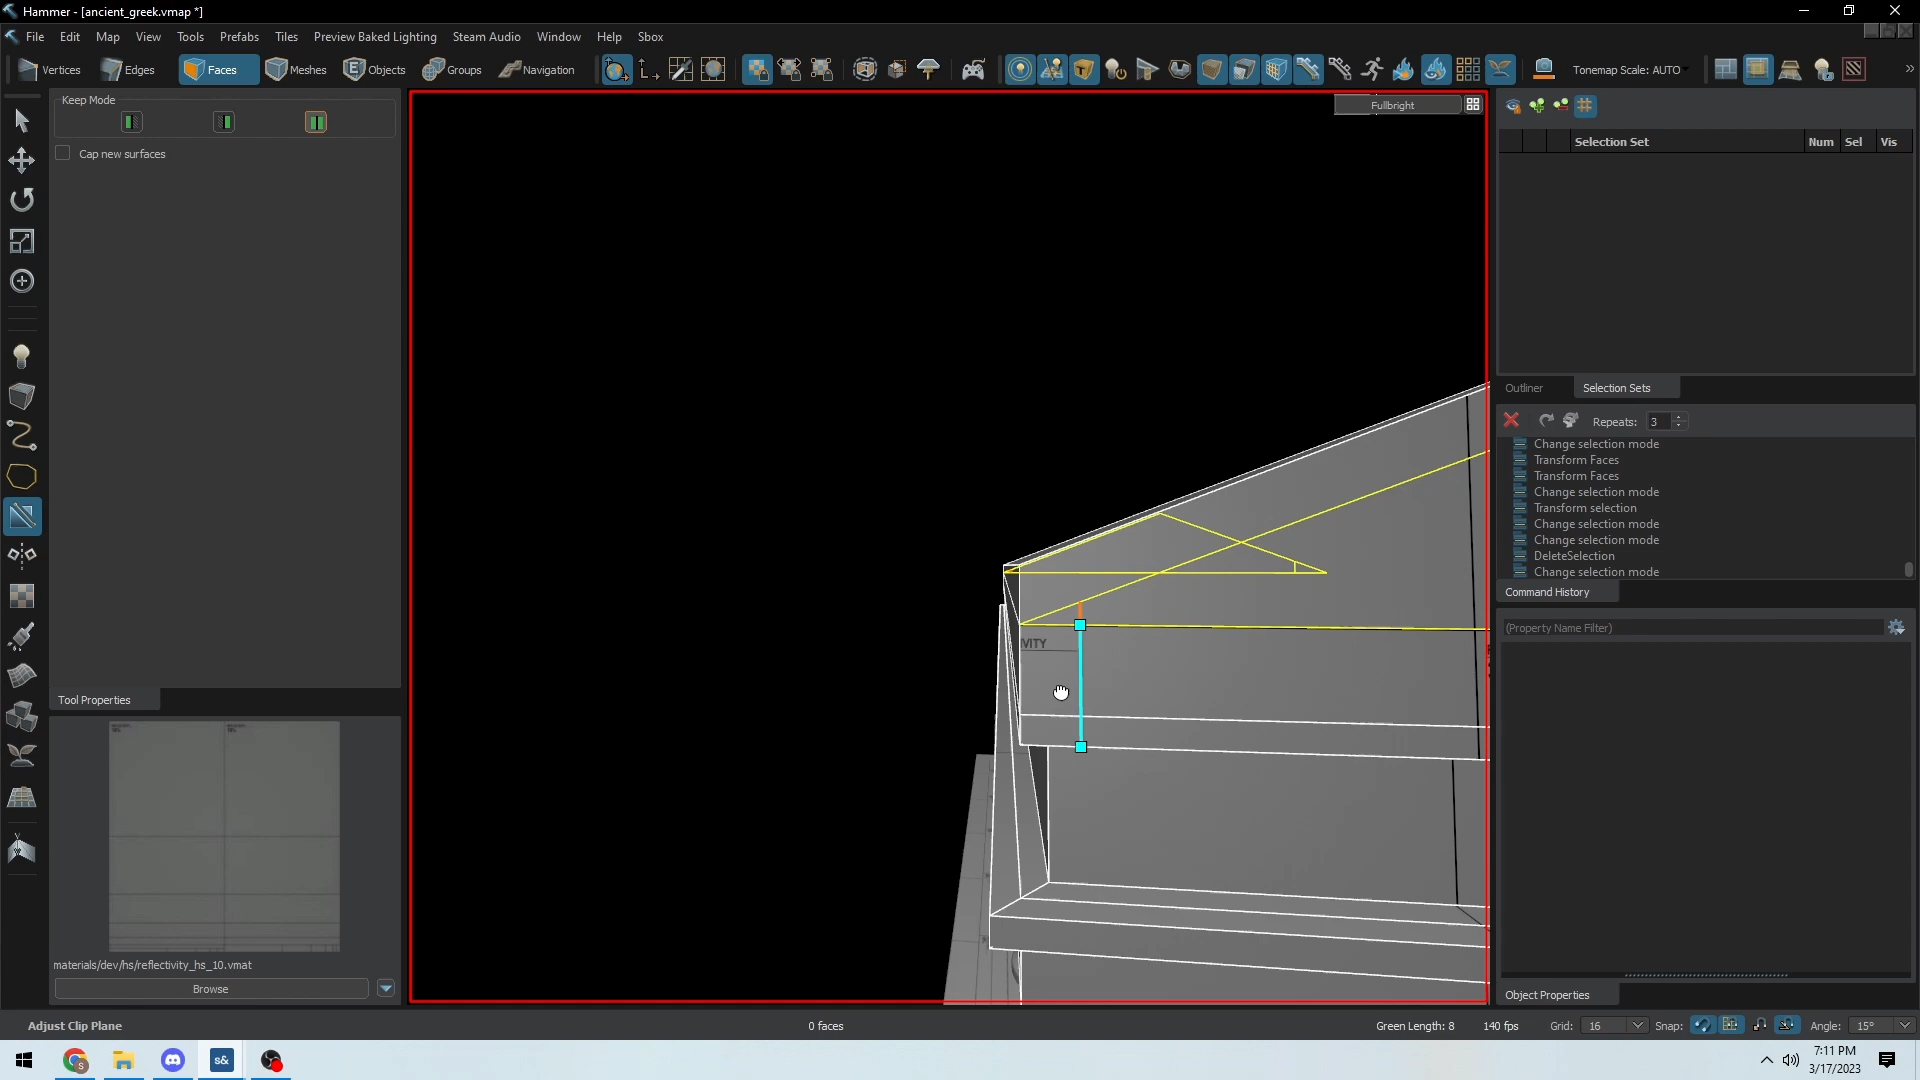 Hammer - [ancient_greek.vmap *]
File Edit Map View Tools Prefabs Tiles Preview Baked Lighting Steam Audio Window Help Sbox
Vertices Edges Faces Meshes Objects Groups Navigation Tonemap Scale: AUTO
Keep Mode
Cap new surfaces
Fullbright
Selection Set Num Sel Vis
Outliner Selection Sets
Repeats: 3
Change selection mode
Transform Faces
Transform Faces
Change selection mode
Transform selection
Change selection mode
Change selection mode
DeleteSelection
Change selection mode
Command History
(Property Name Filter)
VITY
Tool Properties
materials/dev/hs/reflectivity_hs_10.vmat
Browse
Object Properties
Adjust Clip Plane 0 faces Green Length: 8 140 fps Grid: 16 Snap: Angle: 15°
s&
7:11 PM
3/17/2023